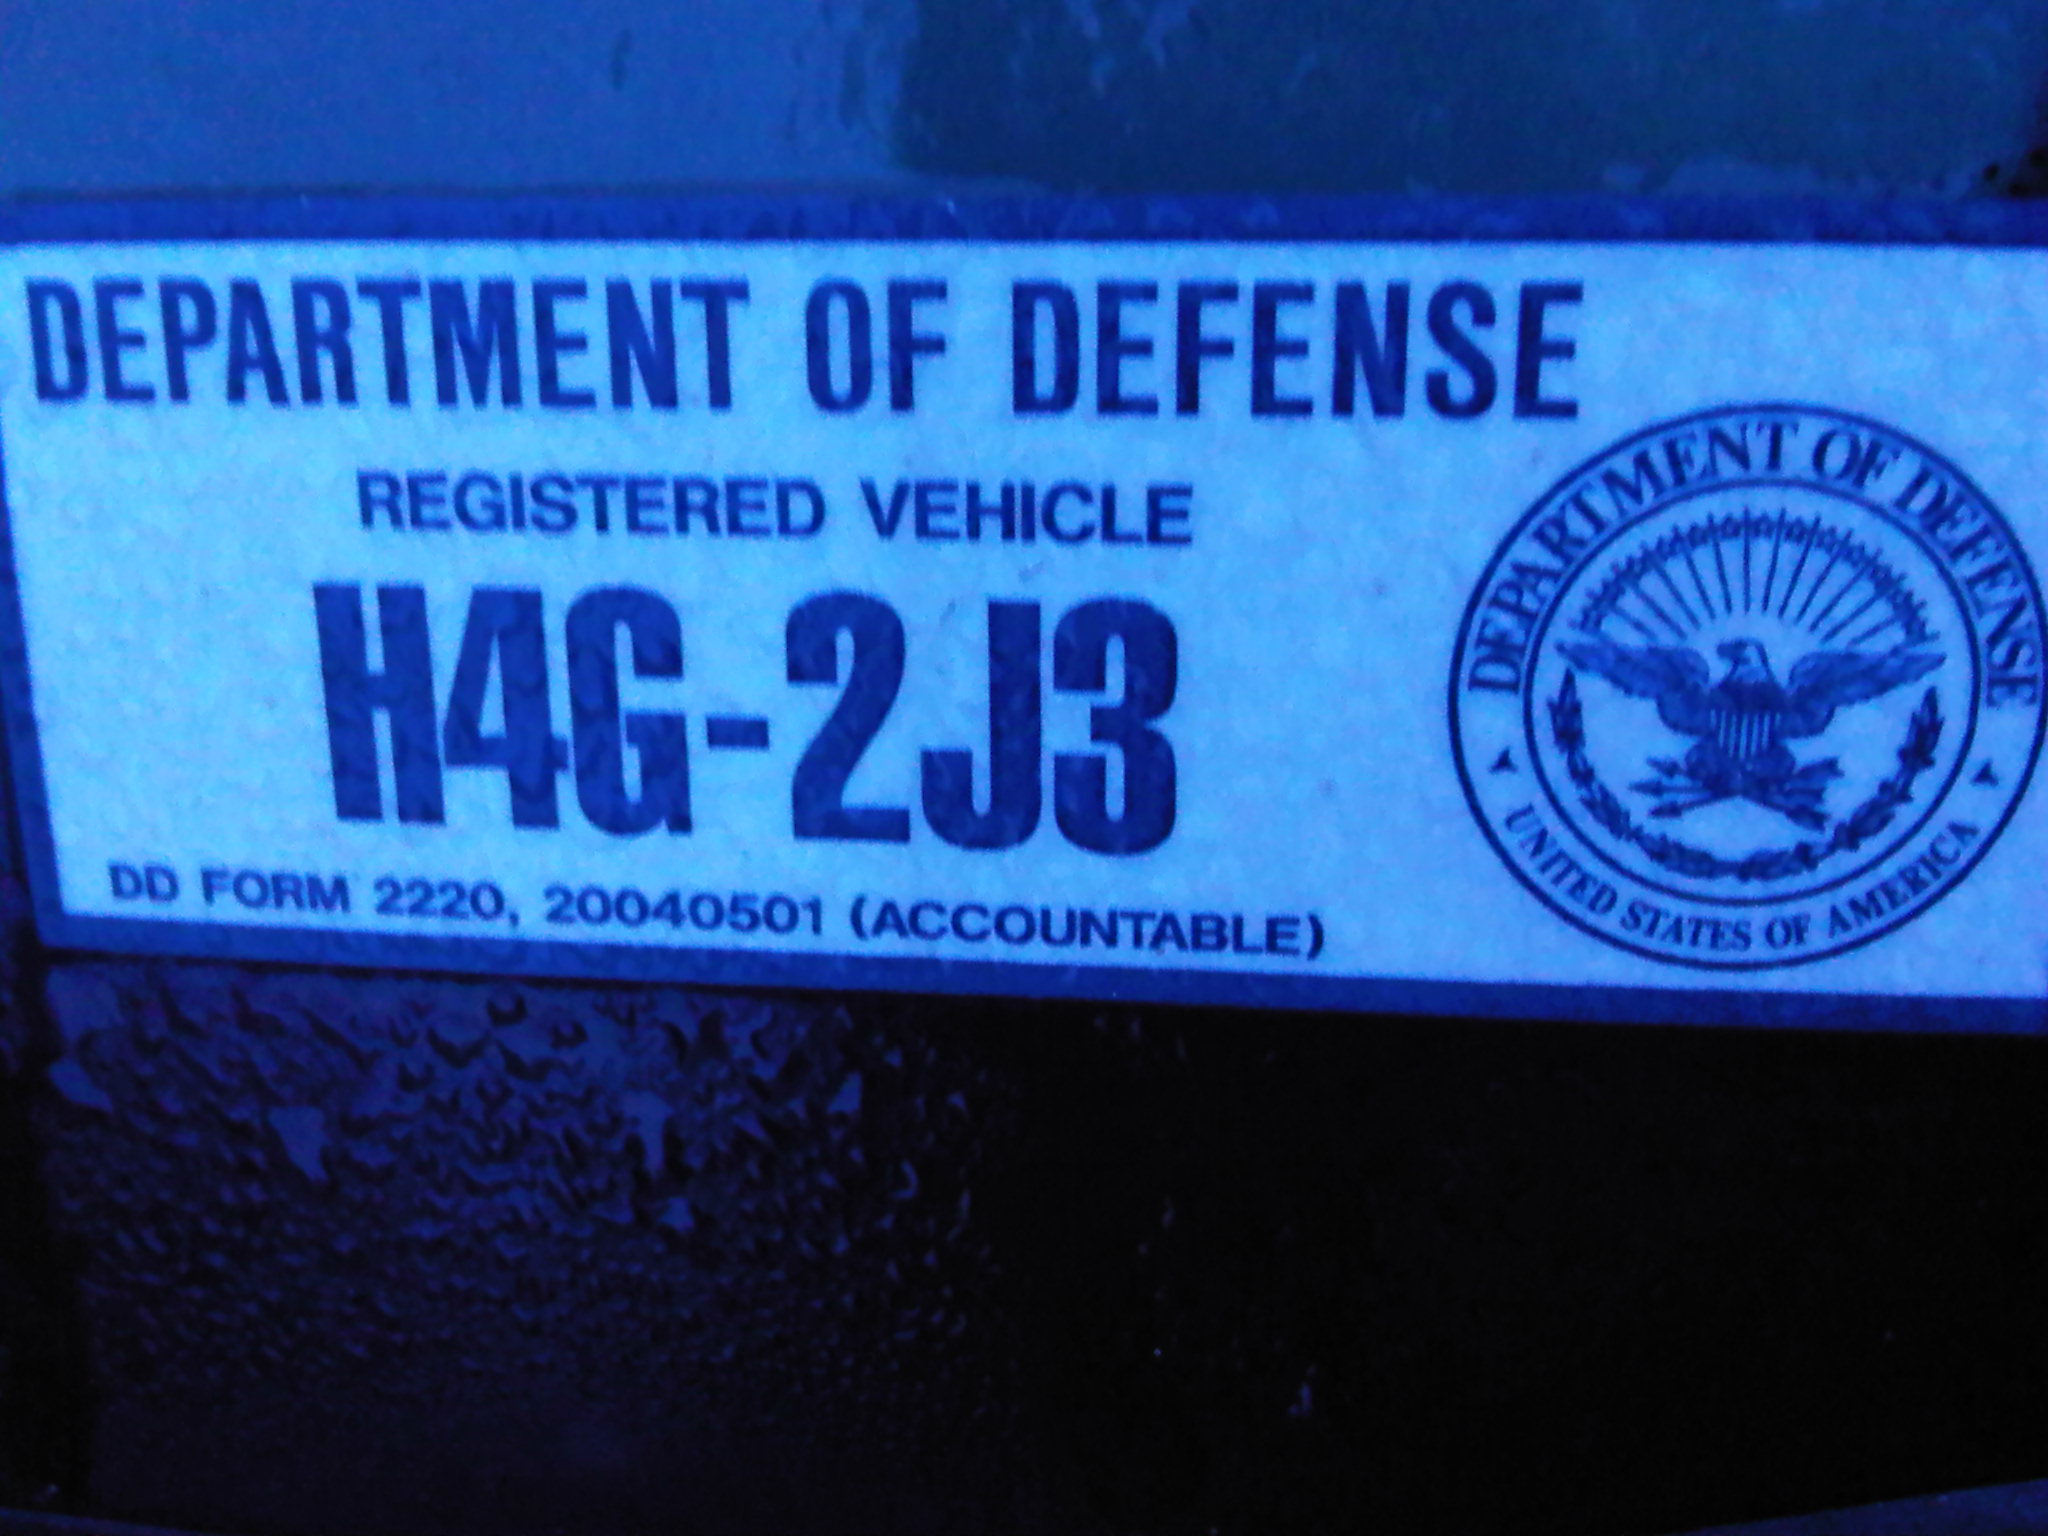 DEPARTMENT OF DEFENSE
REGISTERED VEHICLE
H4G-2J3
DD FORM 2220, 20040501 (ACCOUNTABLE)
DEPARTMENT OF DEFENSE
UNITED STATES OF AMERICA